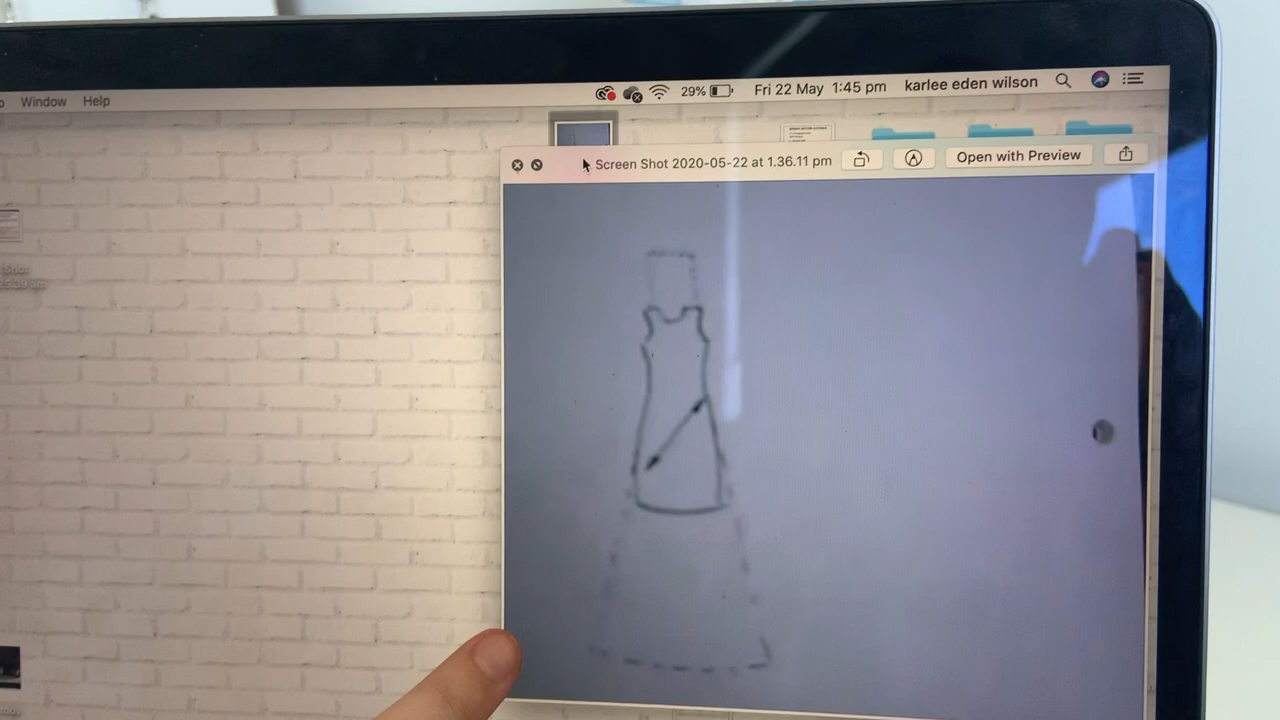 Window Help
29% Fri 22 May 1:45 pm karlee eden wilson
Screen Shot 2020-05-22 at 1.36.11 pm Open with Preview
Shot